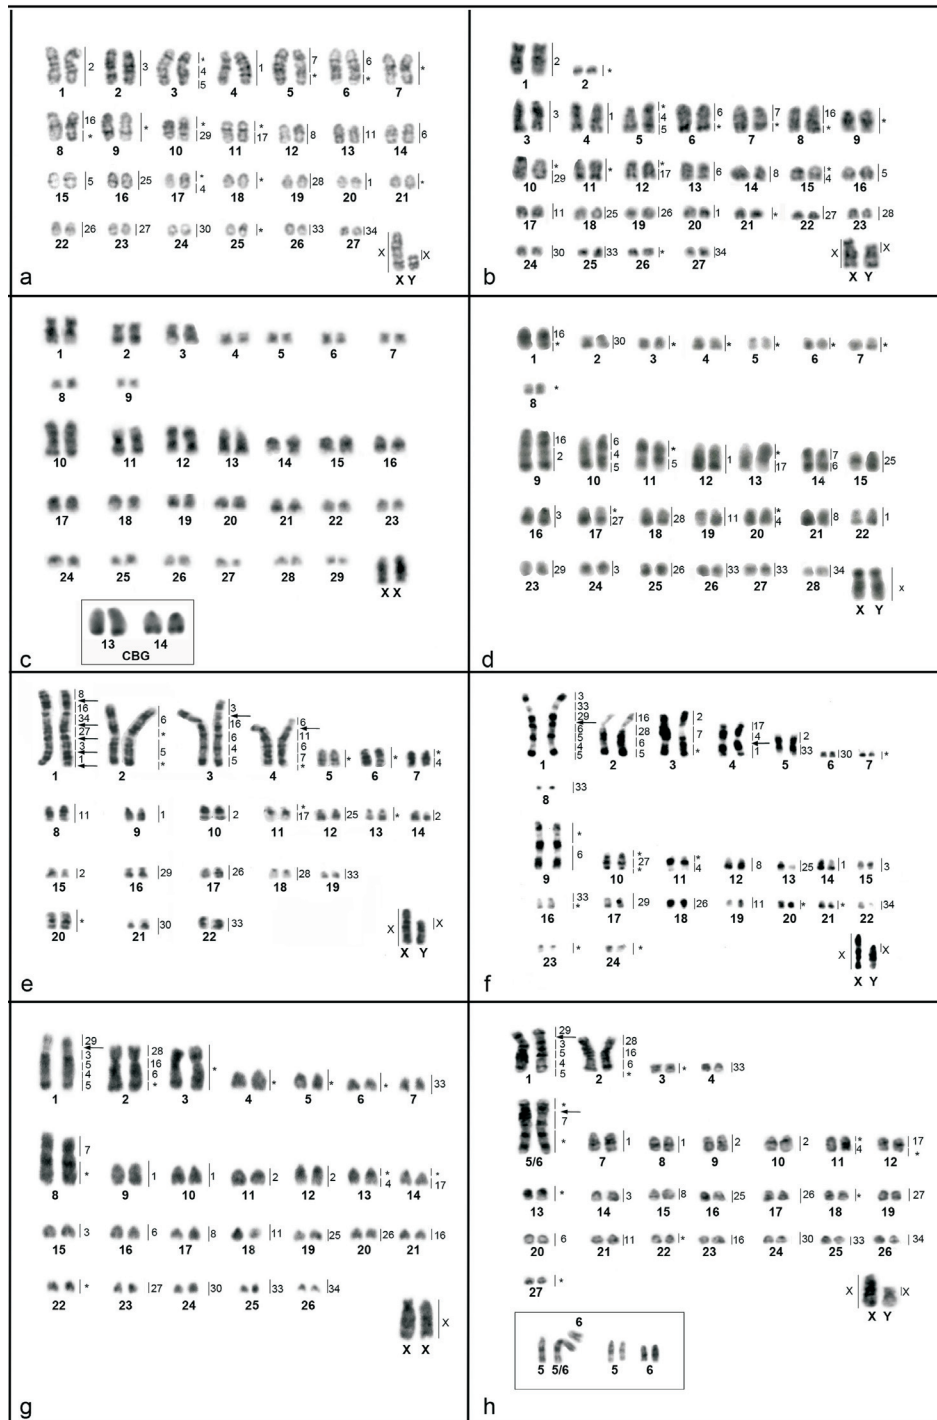 2 3 * 4 5 1 7 * 6 * *
1 2 3 4 5 6 7
16 * * * 29 * 17 8 11 6
8 9 10 11 12 13 14
5 25 * 4 * 28 1 *
15 16 17 18 19 20 21
26 27 30 * 33 34
22 23 24 25 26 27
X X
X Y
a
2 *
1 2
3 1 * 4 5 6 * 7 * 16 * *
3 4 5 6 7 8 9
* 29 * * 17 6 8 * 4 5
10 11 12 13 14 15 16
11 25 26 1 * 27 28
17 18 19 20 21 22 23
30 33 * 34
24 25 26 27
X X
X Y
b
1 2 3 4 5 6 7
8 9
10 11 12 13 14 15 16
17 18 19 20 21 22 23
24 25 26 27 28 29
X X
13 14
CBG
c
16 * 30 * * * * *
1 2 3 4 5 6 7
*
8
16 2 6 4 5 * 5 1 * 17 7 6 25
9 10 11 12 13 14 15
3 * 27 28 11 * 4 8 1
16 17 18 19 20 21 22
29 3 26 33 33 34
23 24 25 26 27 28
x
X Y
d
8 16 34 27 3 1 6 * 5 * 3 16 6 4 5 6 11 6 7 * * * * 4
1 2 3 4 5 6 7
11 1 2 * 17 25 * 2
8 9 10 11 12 13 14
2 29 26 28 33
15 16 17 18 19
* 30 33
20 21 22
X X
X Y
e
3 33 29 6 5 4 5 16 28 6 5 2 7 * 17 4 1 2 33 30 *
1 2 3 4 5 6 7
33
8
* 6 * 27 * * 4 8 25 1 3
9 10 11 12 13 14 15
33 * 29 26 11 * * 34
16 17 18 19 20 21 22
* *
23 24
X X
X Y
f
29 3 5 4 5 28 16 6 * * * * * 33
1 2 3 4 5 6 7
7 * 1 1 2 2 * 4 * 17
8 9 10 11 12 13 14
3 6 8 11 25 26 16
15 16 17 18 19 20 21
* 27 30 33 34
22 23 24 25 26
X
X X
g
29 3 5 4 5 28 16 6 * * 33
1 2 3 4
* 7 * 1 1 2 2 * 4 17 *
5/6 7 8 9 10 11 12
* 3 8 25 26 * 27
13 14 15 16 17 18 19
6 11 * 16 30 33 34
20 21 22 23 24 25 26
*
27
X X
X Y
6
5 5/6 5 6
h